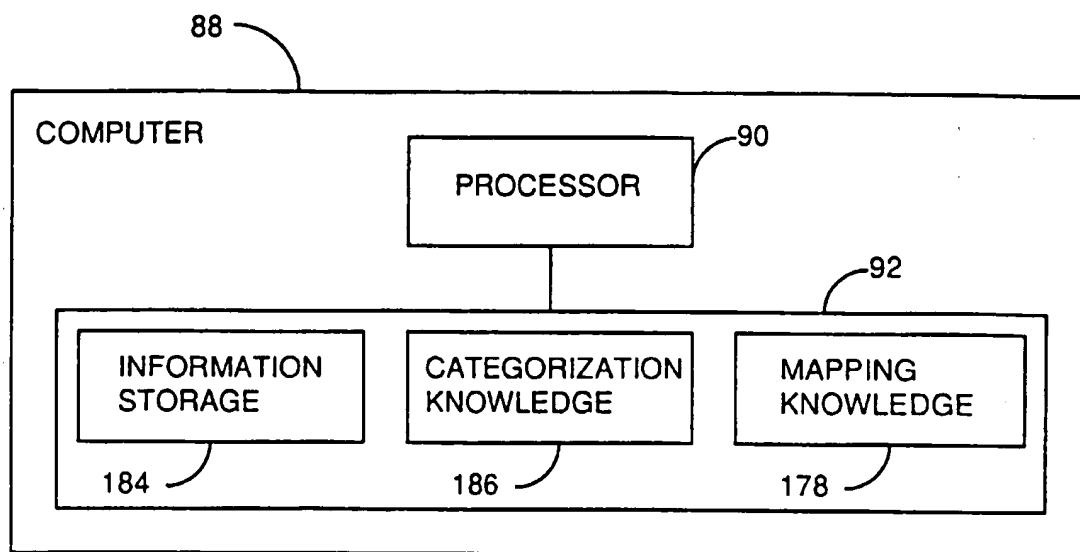 88
COMPUTER
90
PROCESSOR
92
INFORMATION
STORAGE
CATEGORIZATION
KNOWLEDGE
MAPPING
KNOWLEDGE
184
186
178